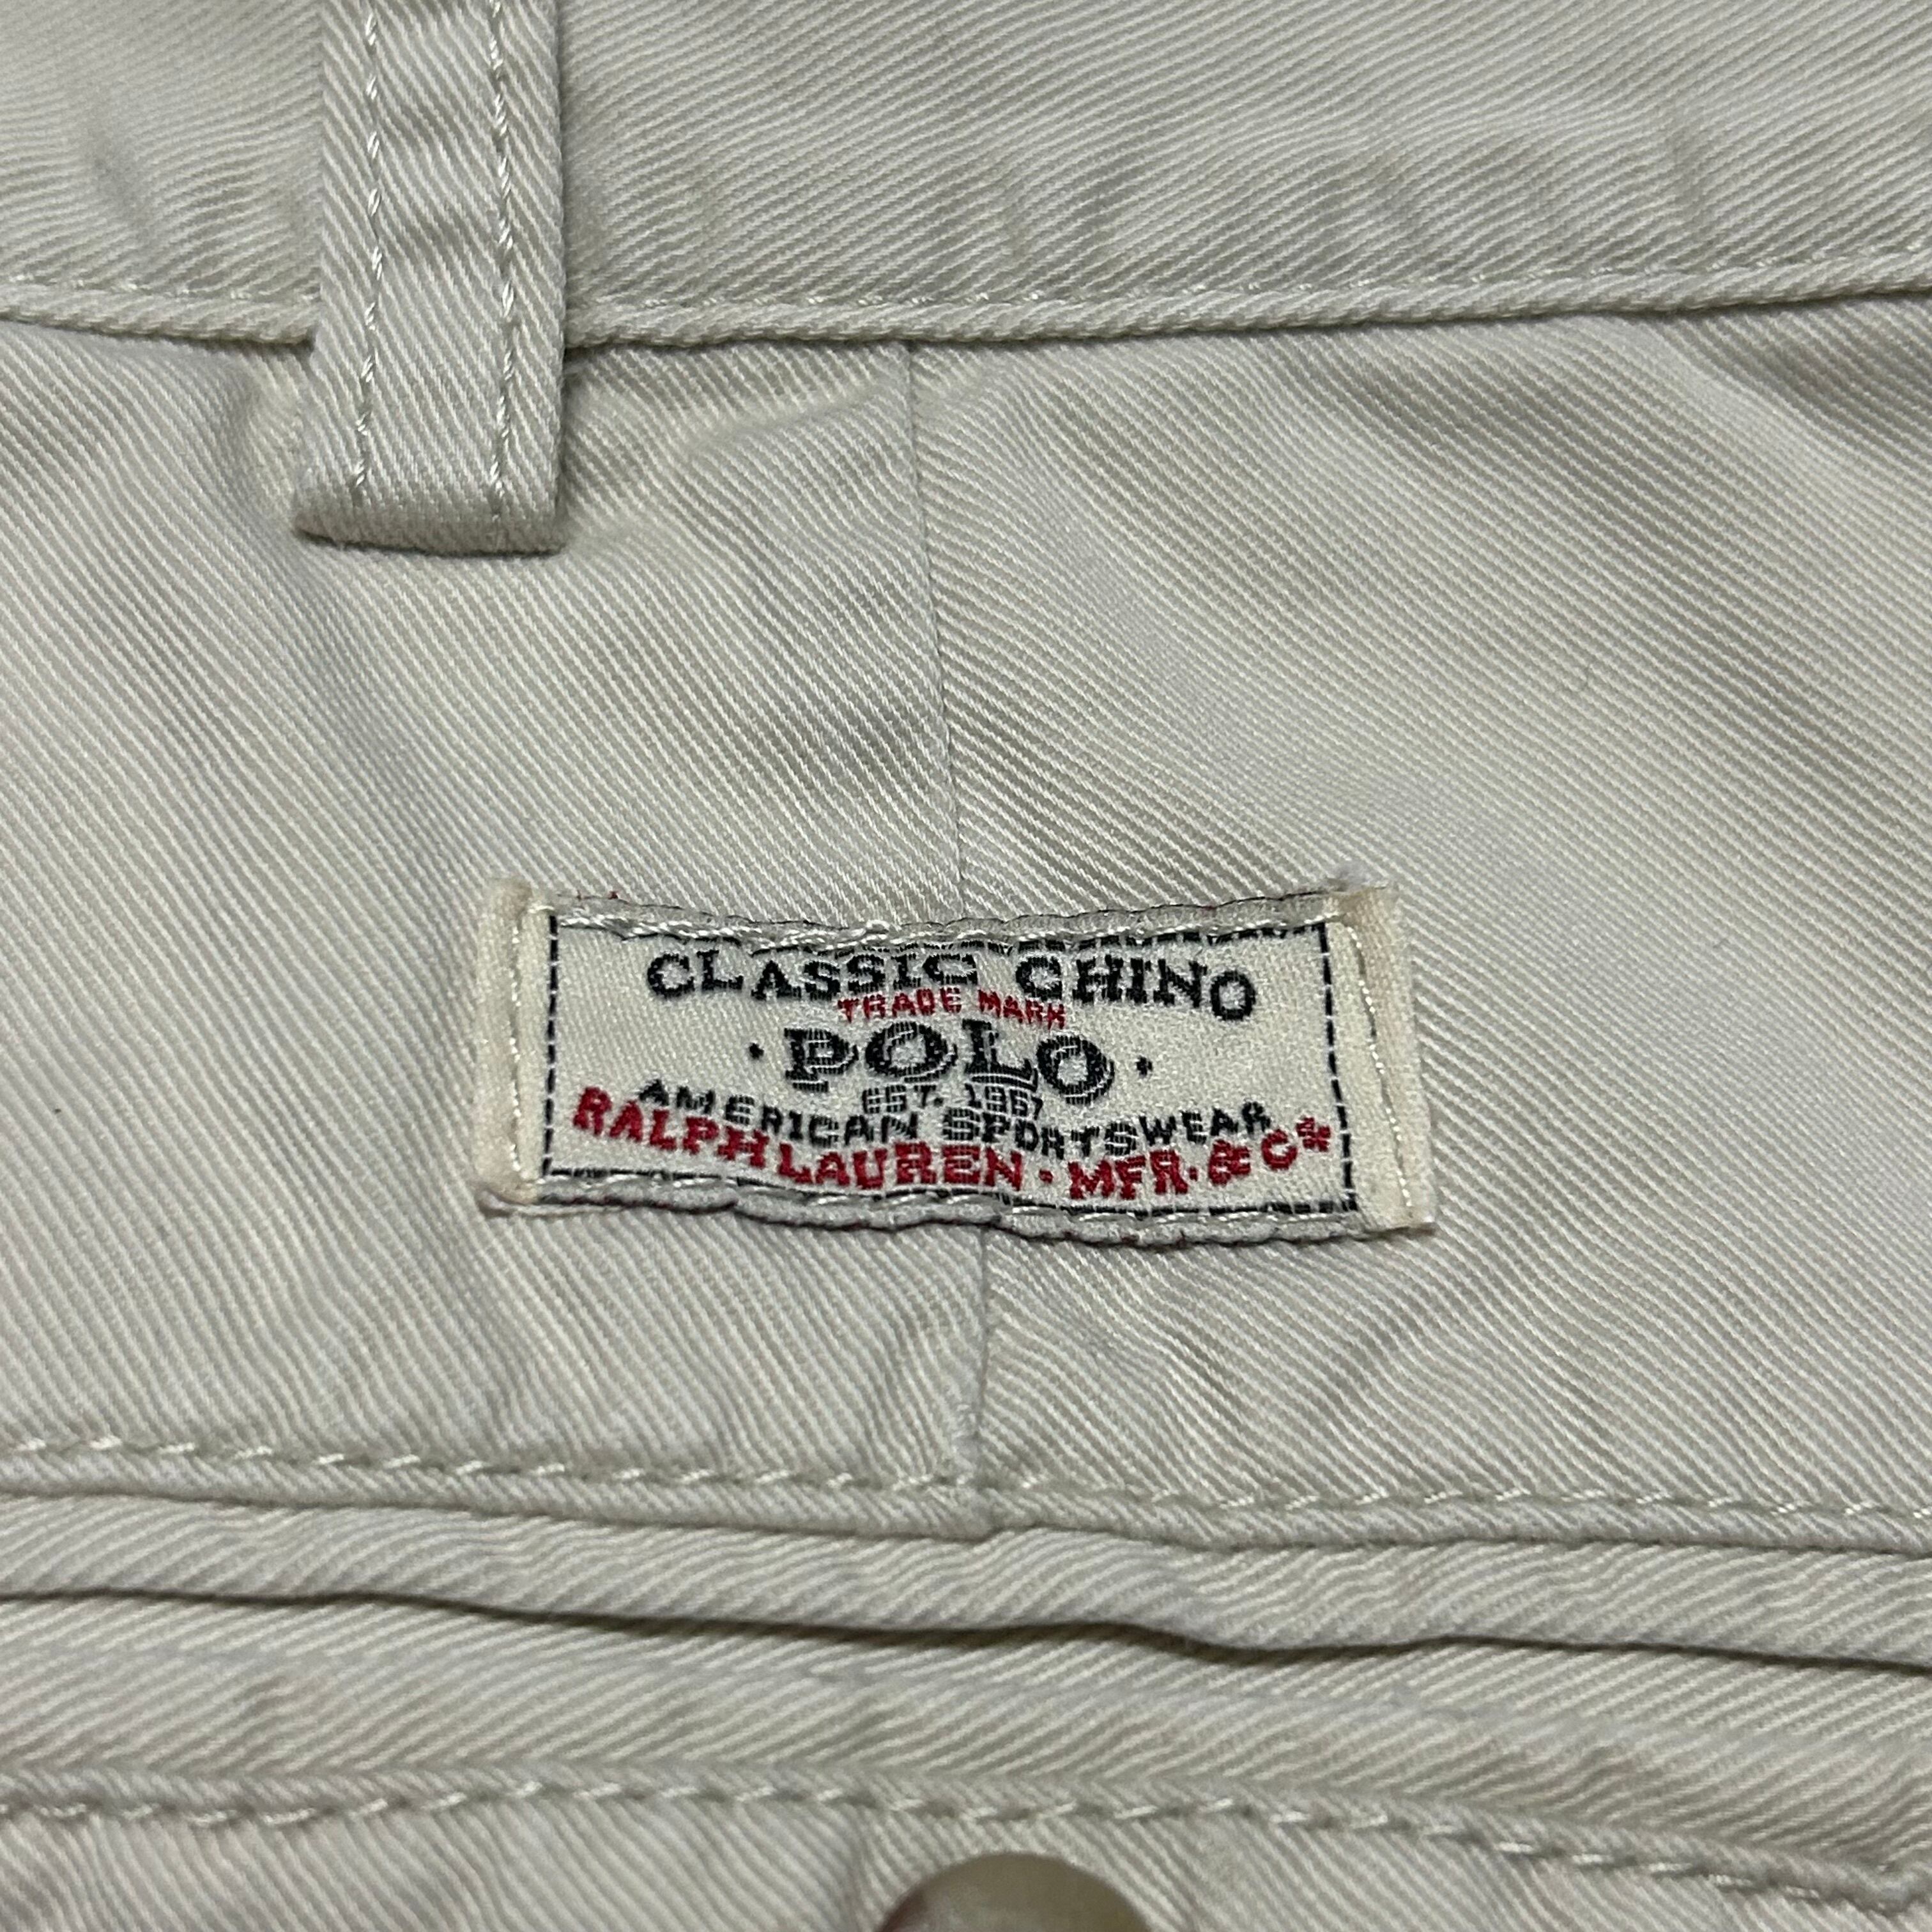 CLASSIC CHINO
TRADE MARK
· POLO ·
EST. 1967
AMERICAN SPORTSWEAR
RALPH LAUREN · MFR. & Cº